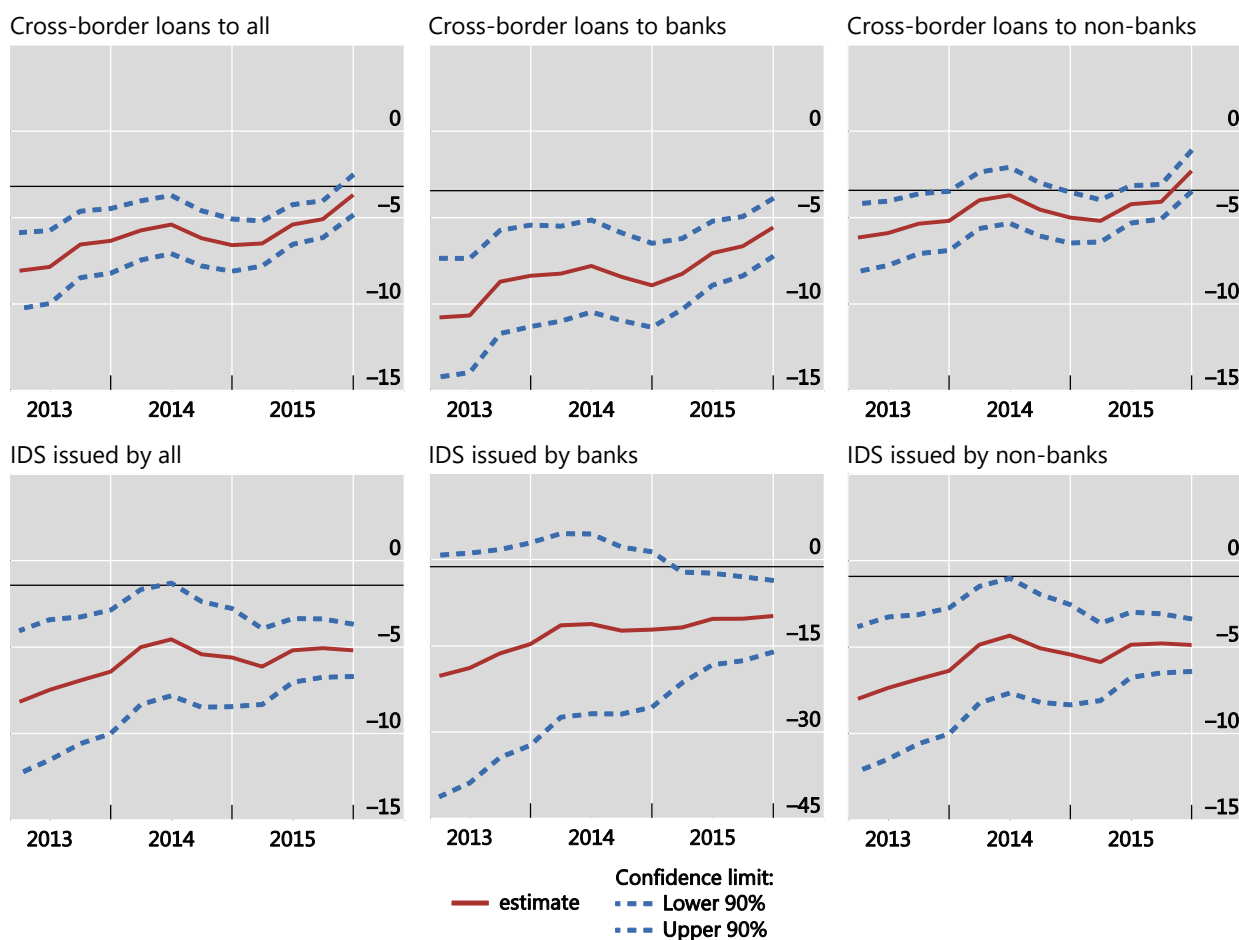 Cross-border loans to all
Cross-border loans to banks
Cross-border loans to non-banks
0
–5
–10
–15
2013 2014 2015
0
–5
–10
–15
2013 2014 2015
0
–5
–10
–15
2013 2014 2015
IDS issued by all
IDS issued by banks
IDS issued by non-banks
0
–5
–10
–15
2013 2014 2015
0
–15
–30
–45
2013 2014 2015
0
–5
–10
–15
2013 2014 2015
estimate
Confidence limit:
Lower 90%
Upper 90%